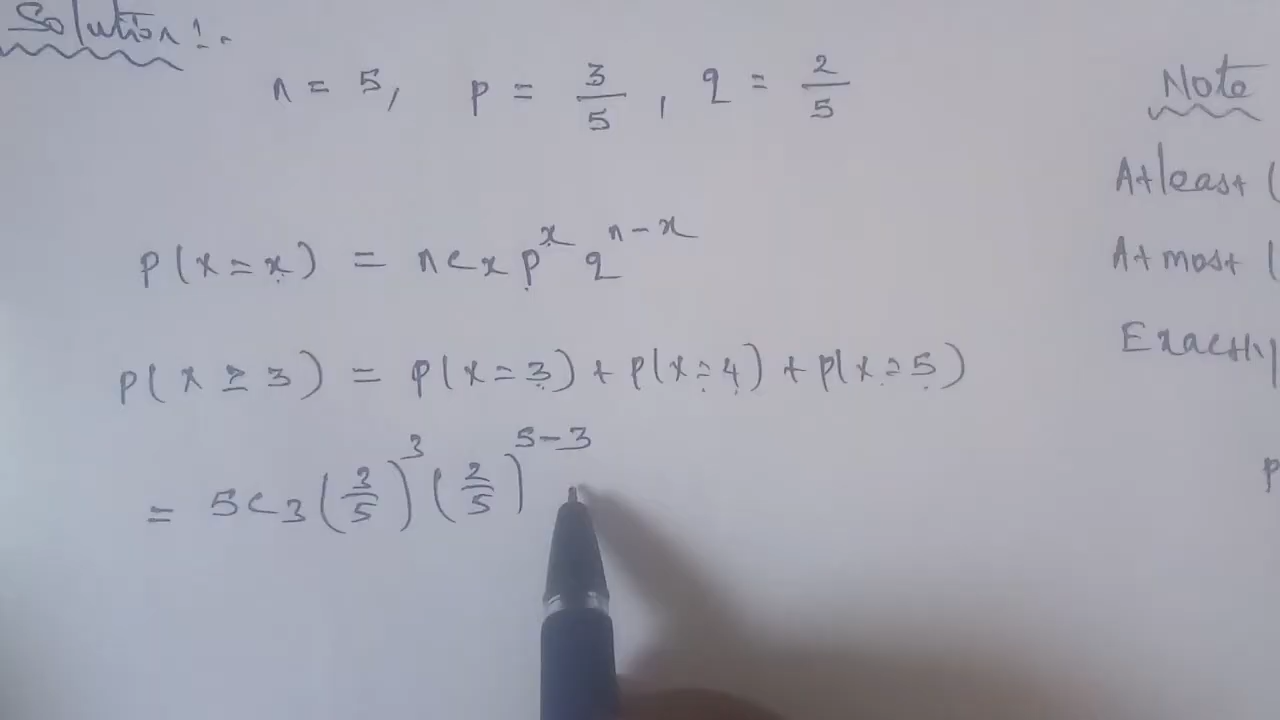 Solution :-
n = 5, p = 3/5, q = 2/5
p(x=x) = ncx p^x q^n-x
p(x ≥ 3) = p(x=3) + p(x=4) + p(x=5)
= 5c3 (3/5)^3 (2/5)^5-3
Note
Atleast (
Atmost (
Exactly
p